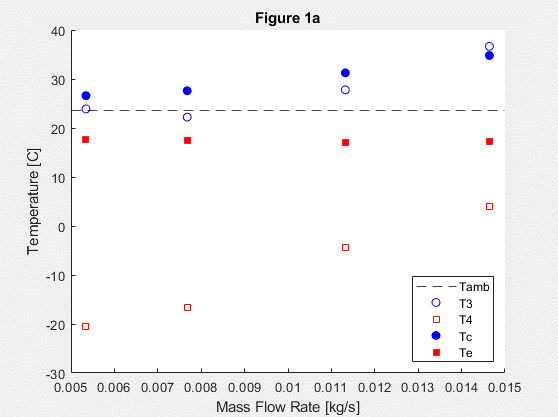 Figure 1a
40
30
20
10
0
-10
-20
-30
Temperature [C]
0.005 0.006 0.007 0.008 0.009 0.01 0.011 0.012 0.013 0.014 0.015
Mass Flow Rate [kg/s]
Tamb
T3
T4
Tc
Te